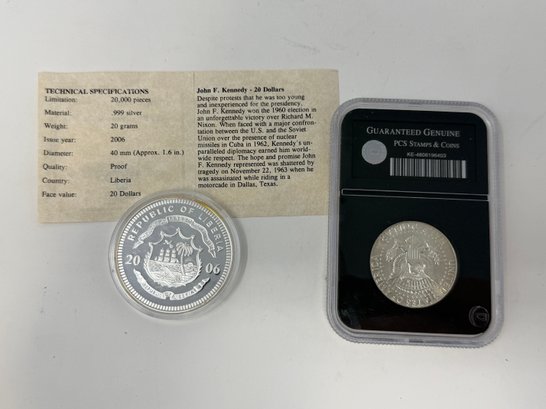 TECHNICAL SPECIFICATIONS
Limitation: 20,000 pieces
Material: .999 silver
Weight: 20 grams
Issue year: 2006
Diameter: 40 mm (Approx. 1.6 in.)
Quality: Proof
Country: Liberia
Face value: 20 Dollars
John F. Kennedy - 20 Dollars
Despite protests that he was too young
and inexperienced for the presidency,
John F. Kennedy won the 1960 election in
an unforgettable victory over Richard M.
Nixon. When faced with a major confron-
tation between the U.S. and the Soviet
Union over the presence of nuclear
missiles in Cuba in 1962, Kennedy's un-
paralleled diplomacy earned him world-
wide respect. The hope and promise John
F. Kennedy represented was shattered by
tragedy on November 22, 1963 when he
was assasinated while riding in a
motorcade in Dallas, Texas.
REPUBLIC OF LIBERIA
20 06
GUARANTEED GENUINE
PCS STAMPS & COINS